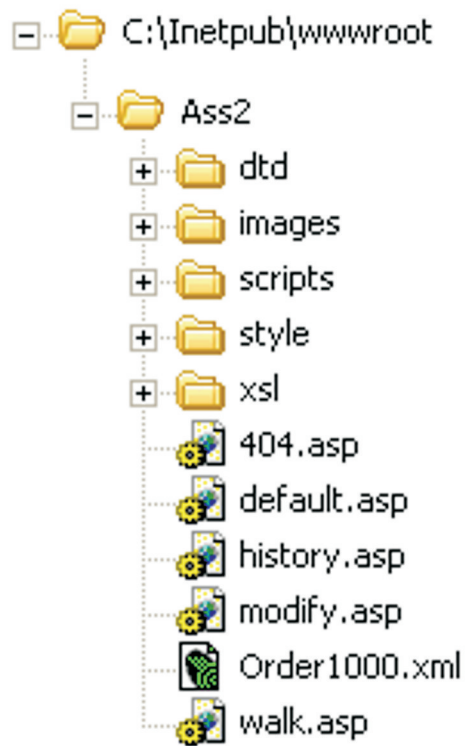 C:\Inetpub\wwwroot
Ass2
dtd
images
scripts
style
xsl
404.asp
default.asp
history.asp
modify.asp
Order1000.xml
walk.asp